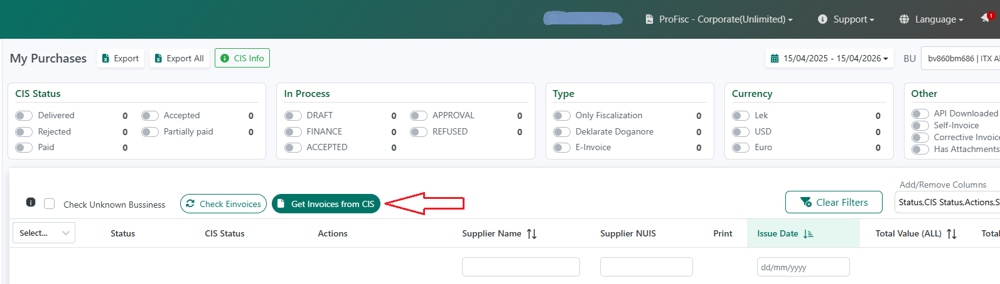 ProFisc - Corporate(Unlimited) Support Language 1
My Purchases Export Export All CIS Info 15/04/2025 - 15/04/2026 BU bv860bm686 | ITX Al
CIS Status
Delivered 0 Accepted 0
Rejected 0 Partially paid 0
Paid 0
In Process
DRAFT 0 APPROVAL 0
FINANCE 0 REFUSED 0
ACCEPTED 0
Type
Only Fiscalization 0
Deklarate Doganore 0
E-Invoice 0
Currency
Lek 0
USD 0
Euro 0
Other
API Downloaded
Self-Invoice
Corrective Invoice
Has Attachments
Add/Remove Columns
Check Unknown Bussiness Check Einvoices Get Invoices from CIS Clear Filters Status,CIS Status,Actions,S
Select... Status CIS Status Actions Supplier Name Supplier NUIS Print Issue Date Total Value (ALL) Total
dd/mm/yyyy